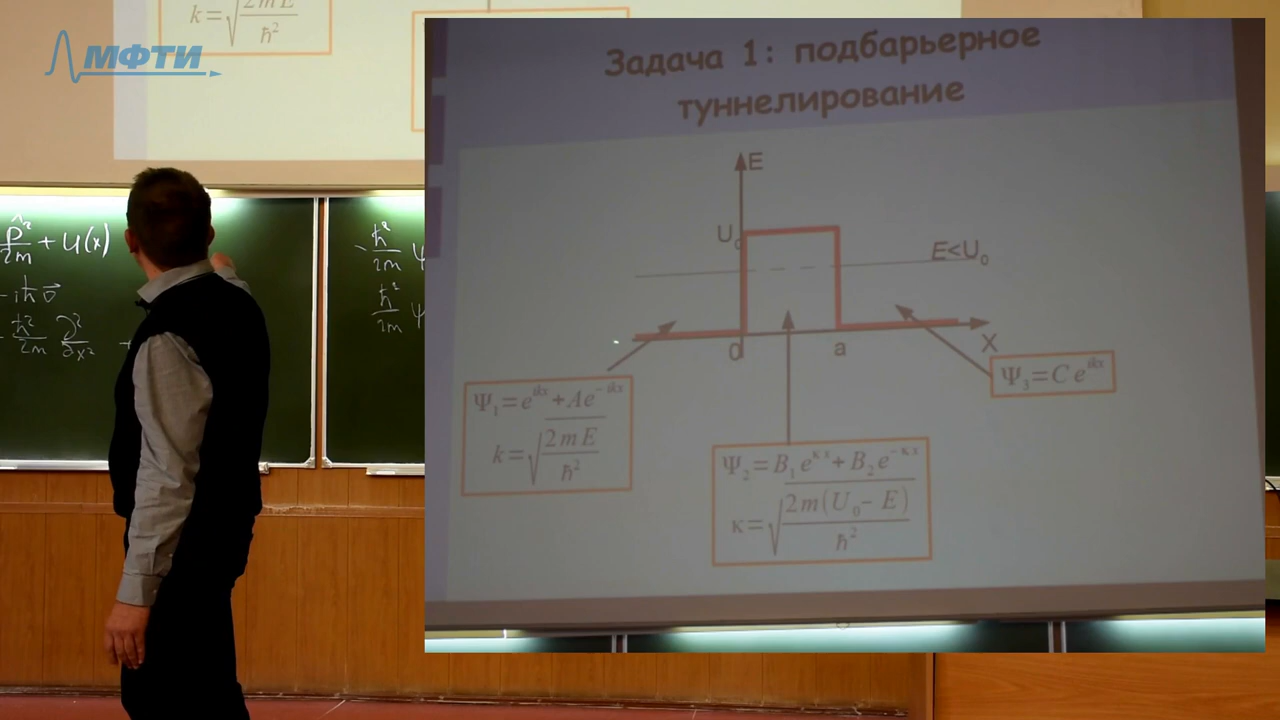 МФТИ
k=√(2mE/ħ²)
Задача 1: подбарьерное
туннелирование
E
U₀
E<U₀
0
a
X
Ψ₁=e^{ikx}+Ae^{-ikx}
k=√(2mE/ħ²)
Ψ₂=B₁e^{κx}+B₂e^{-κx}
κ=√(2m(U₀-E)/ħ²)
Ψ₃=Ce^{ikx}
p̂²/2m + U(x)
-iħ∇⃗
ħ²/2m ∂²/∂x²
-ħ²/2m Ψ
ħ²/2m Ψ